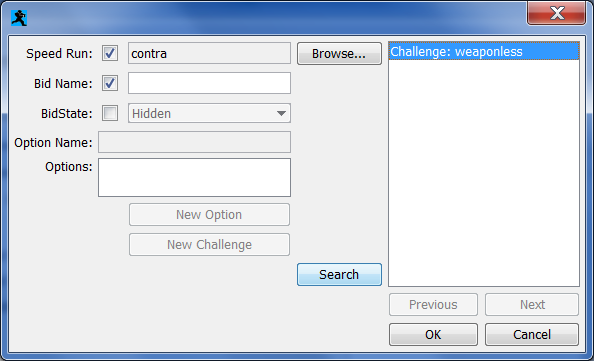 Speed Run: contra Browse...
Bid Name:
BidState: Hidden
Option Name:
Options:
New Option
New Challenge
Search
Challenge: weaponless
Previous Next
OK Cancel